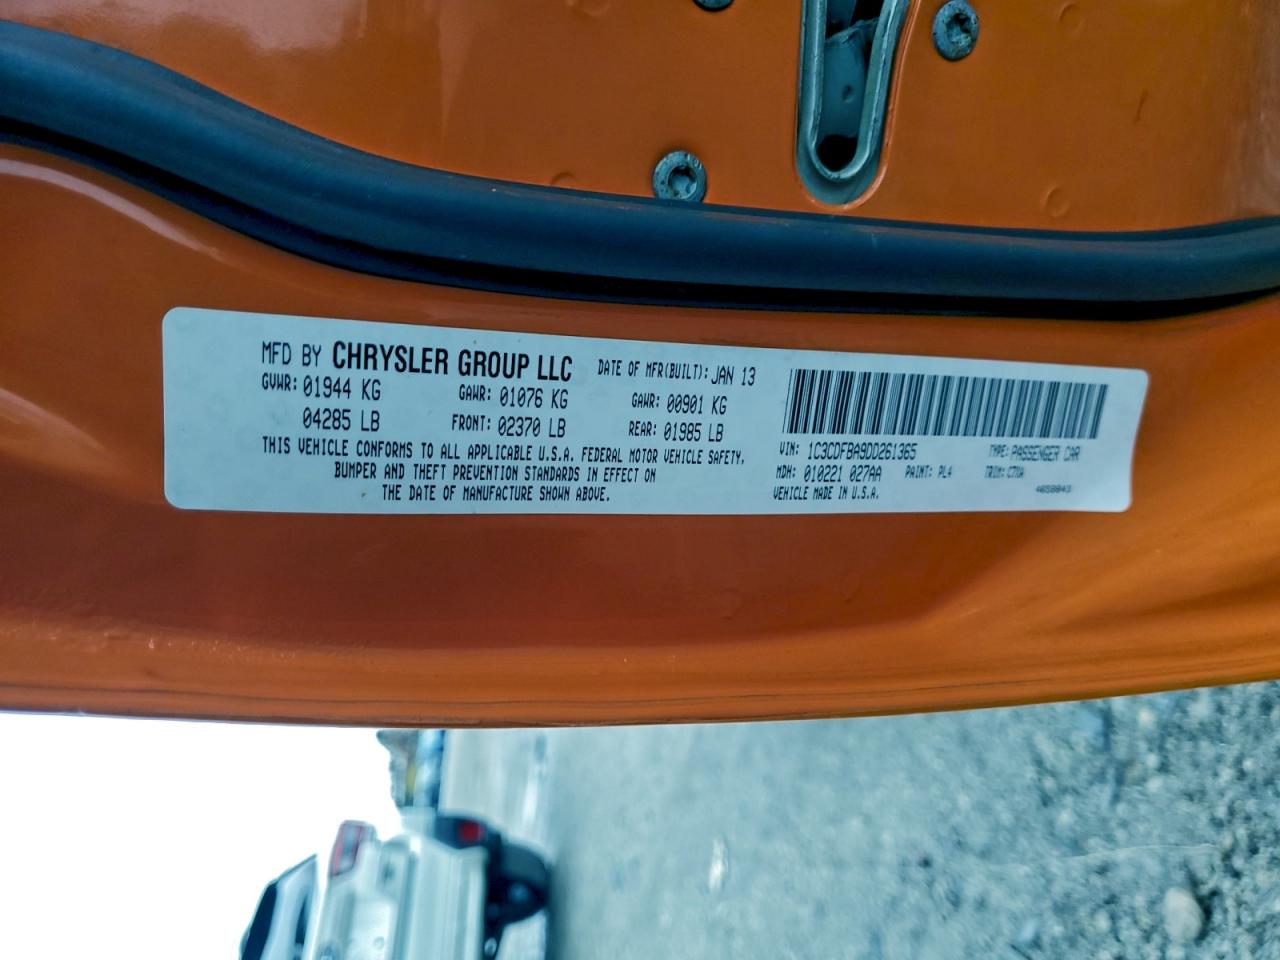 MFD BY CHRYSLER GROUP LLC DATE OF MFR(BUILT): JAN 13
GVWR: 01944 KG GAWR: 01076 KG GAWR: 00901 KG
04285 LB FRONT: 02370 LB REAR: 01985 LB
THIS VEHICLE CONFORMS TO ALL APPLICABLE U.S.A. FEDERAL MOTOR VEHICLE SAFETY,
BUMPER AND THEFT PREVENTION STANDARDS IN EFFECT ON
THE DATE OF MANUFACTURE SHOWN ABOVE.
VIN: 1C3CDFBA9DD261365 TYPE: PASSENGER CAR
MDH: 010221 027AA PAINT: PL4 TRIM: C7XA
VEHICLE MADE IN U.S.A.